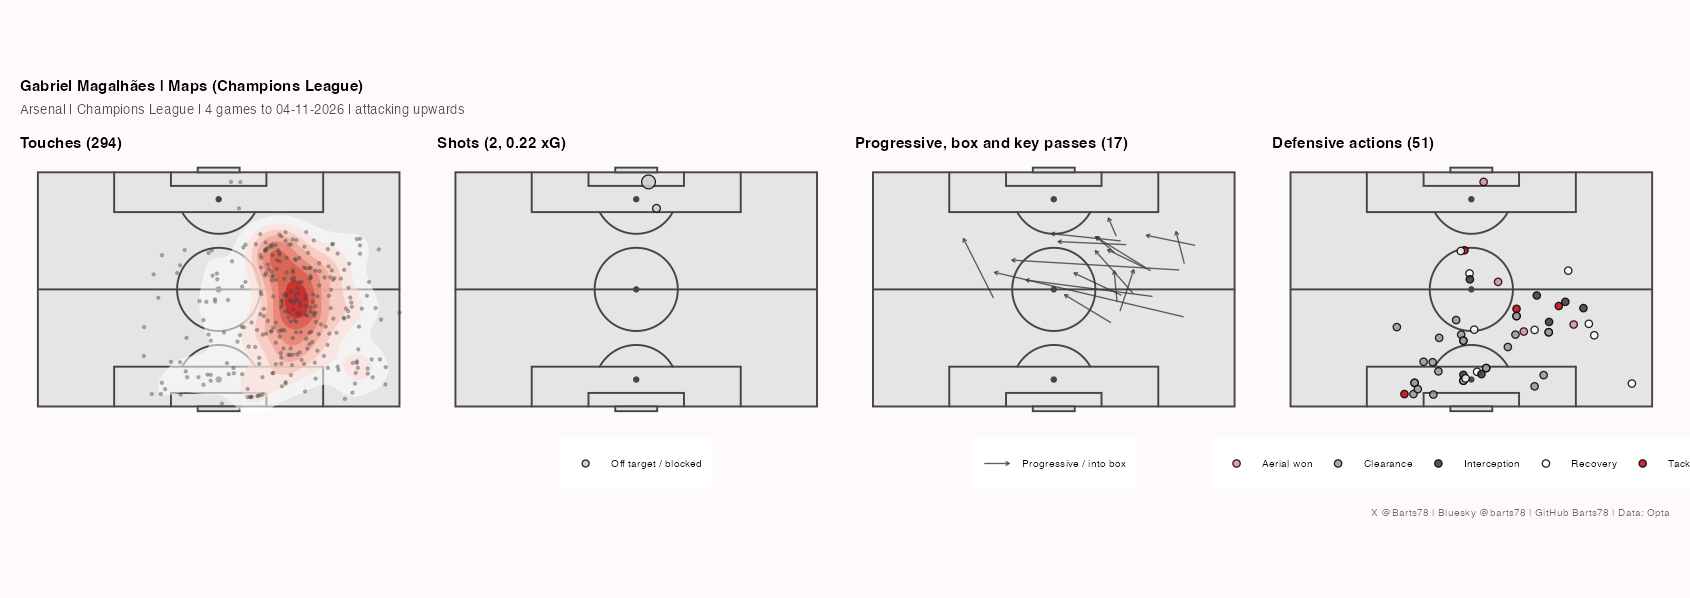 Gabriel Magalhães | Maps (Champions League)
Arsenal | Champions League | 4 games to 04-11-2026 | attacking upwards
Touches (294)
Shots (2, 0.22 xG)
Progressive, box and key passes (17)
Defensive actions (51)
Off target / blocked
Progressive / into box
Aerial won
Clearance
Interception
Recovery
Tack
X @Barts78 | Bluesky @barts78 | GitHub Barts78 | Data: Opta